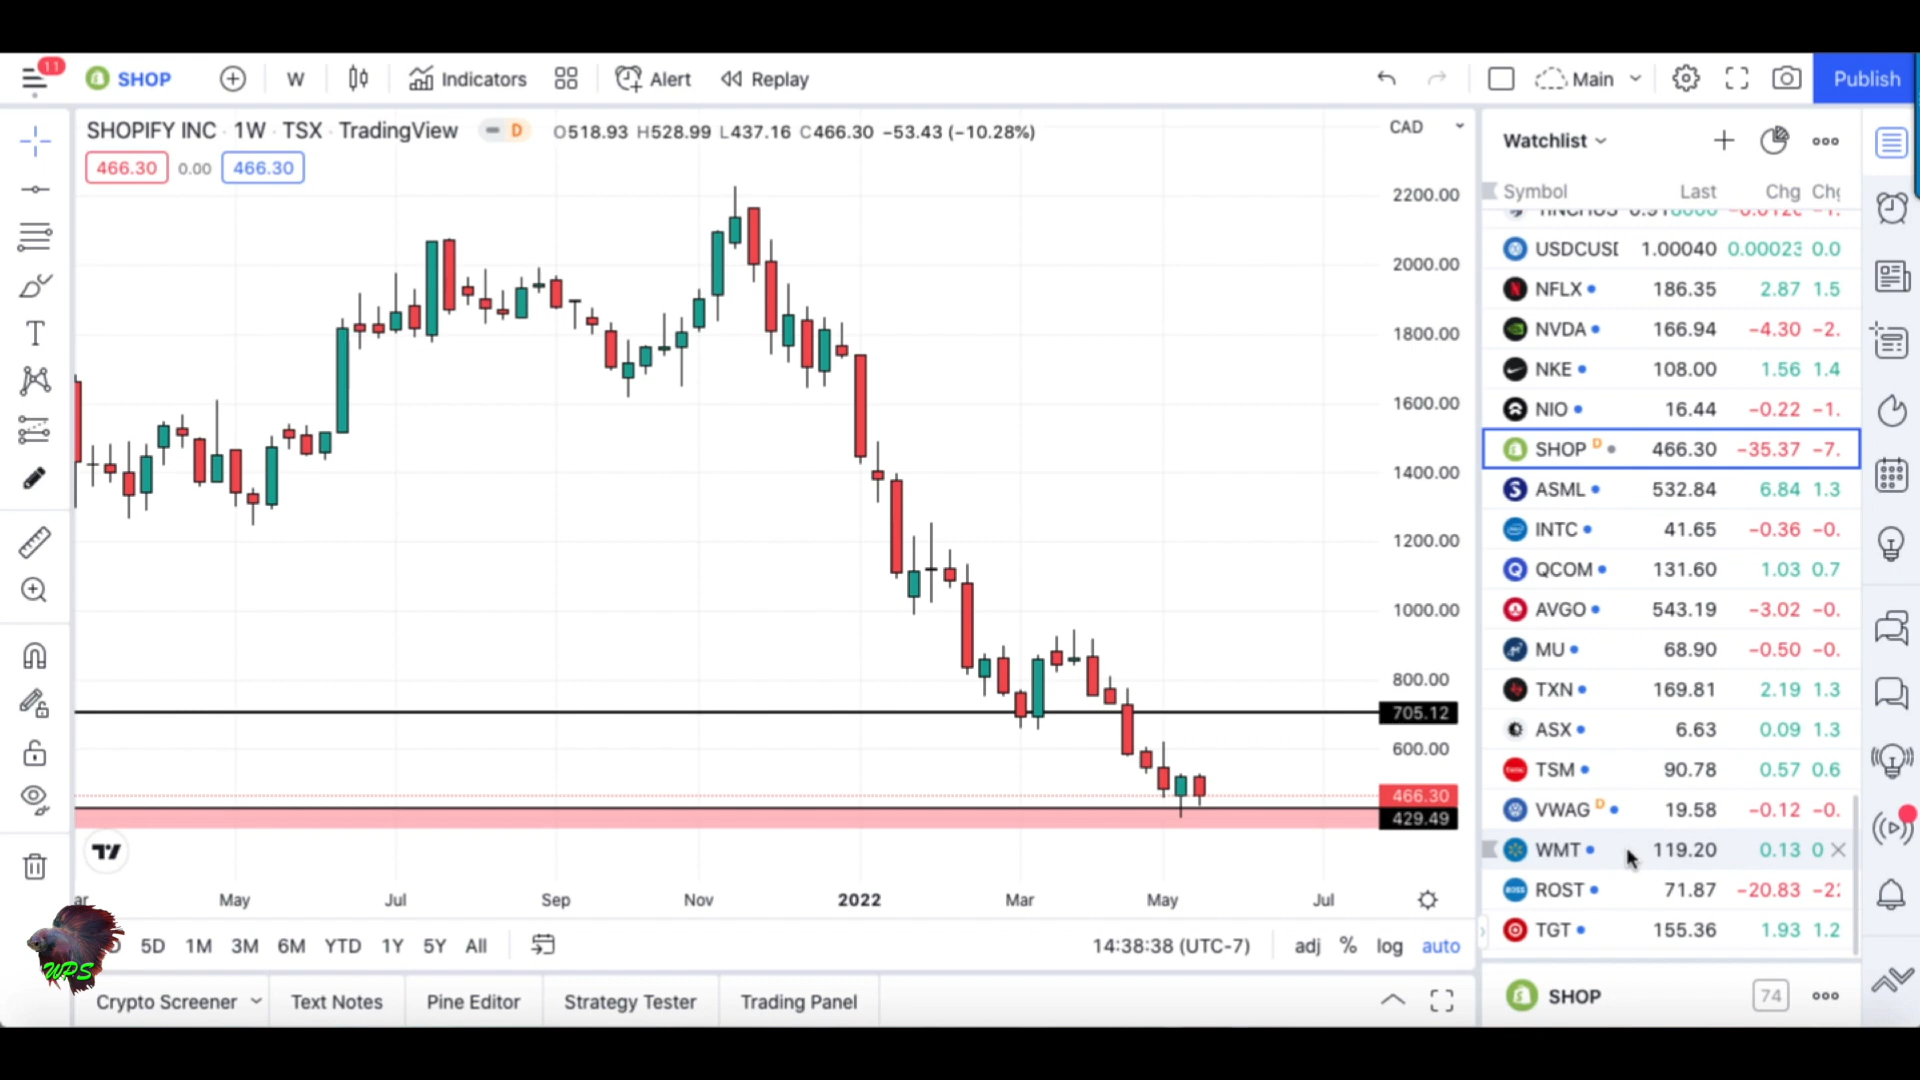 11
SHOP
W
Indicators
Alert
Replay
Main
Publish
SHOPIFY INC · 1W · TSX · TradingView
D
O518.93 H528.99 L437.16 C466.30 −53.43 (−10.28%)
466.30
0.00
466.30
CAD
2200.00
2000.00
1800.00
1600.00
1400.00
1200.00
1000.00
800.00
705.12
600.00
466.30
429.49
May
Jul
Sep
Nov
2022
Mar
May
Jul
5D
1M
3M
6M
YTD
1Y
5Y
All
14:38:38 (UTC-7)
adj
%
log
auto
WPS
Crypto Screener
Text Notes
Pine Editor
Strategy Tester
Trading Panel
Watchlist
Symbol Last Chg Chg
USDCUSD 1.00040 0.00023 0.0
NFLX 186.35 2.87 1.5
NVDA 166.94 −4.30 −2.
NKE 108.00 1.56 1.4
NIO 16.44 −0.22 −1.
SHOP D 466.30 −35.37 −7.
ASML 532.84 6.84 1.3
INTC 41.65 −0.36 −0.
QCOM 131.60 1.03 0.7
AVGO 543.19 −3.02 −0.
MU 68.90 −0.50 −0.
TXN 169.81 2.19 1.3
ASX 6.63 0.09 1.3
TSM 90.78 0.57 0.6
VWAG D 19.58 −0.12 −0.
WMT 119.20 0.13 0
ROST 71.87 −20.83 −22
TGT 155.36 1.93 1.2
SHOP
74